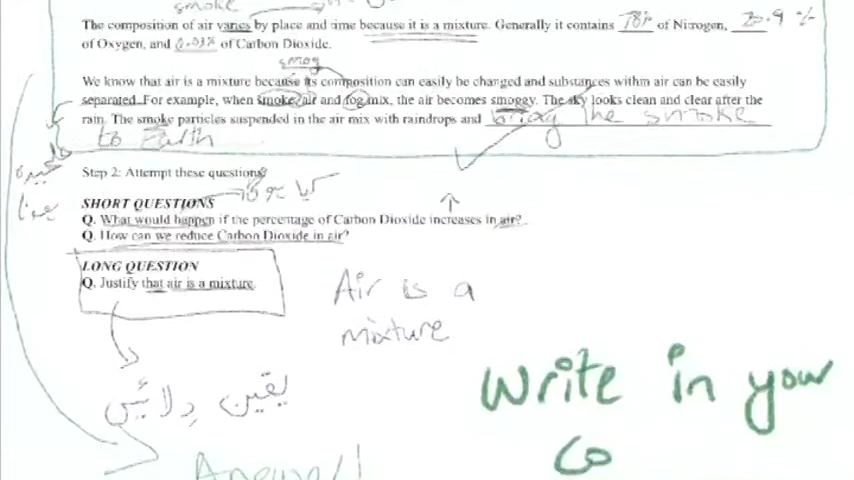 smoke
The composition of air varies by place and time because it is a mixture. Generally it contains 78% of Nitrogen, 20.9 %
of Oxygen, and 0.03% of Carbon Dioxide.
smog
We know that air is a mixture because its composition can easily be changed and substances within air can be easily
separated. For example, when smoke, air and fog mix, the air becomes smoggy. The sky looks clean and clear after the
rain. The smoke particles suspended in the air mix with raindrops and bring the smoke
to Earth
Step 2: Attempt these questions?
کیا ہوگا
SHORT QUESTIONS
Q. What would happen if the percentage of Carbon Dioxide increases in air?
Q. How can we reduce Carbon Dioxide in air?
LONG QUESTION
Q. Justify that air is a mixture.
Air is a
mixture
یقین دلائیں
Write in your
co
Answer